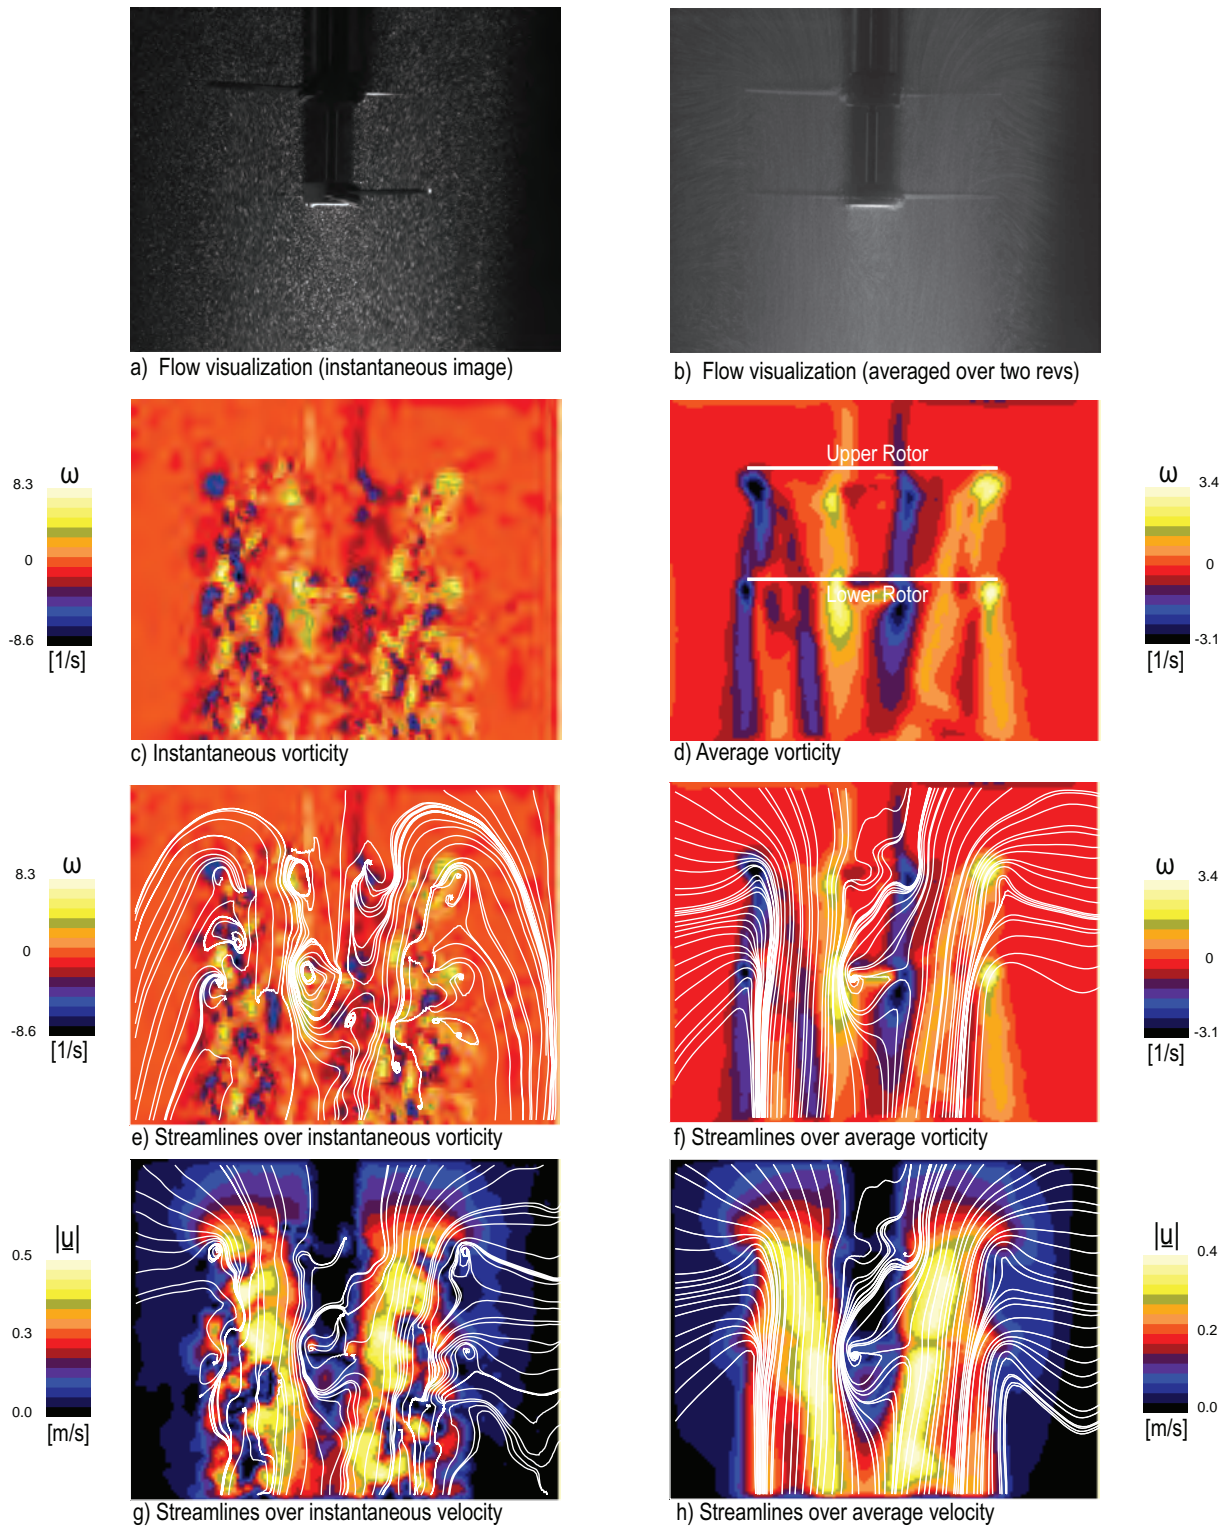 a) Flow visualization (instantaneous image)
b) Flow visualization (averaged over two revs)
ω
8.3
0
-8.6
[1/s]
Upper Rotor
Lower Rotor
ω
3.4
0
-3.1
[1/s]
c) Instantaneous vorticity
d) Average vorticity
ω
8.3
0
-8.6
[1/s]
ω
3.4
0
-3.1
[1/s]
e) Streamlines over instantaneous vorticity
f) Streamlines over average vorticity
|u|
0.5
0.3
0.0
[m/s]
|u|
0.4
0.2
0.0
[m/s]
g) Streamlines over instantaneous velocity
h) Streamlines over average velocity